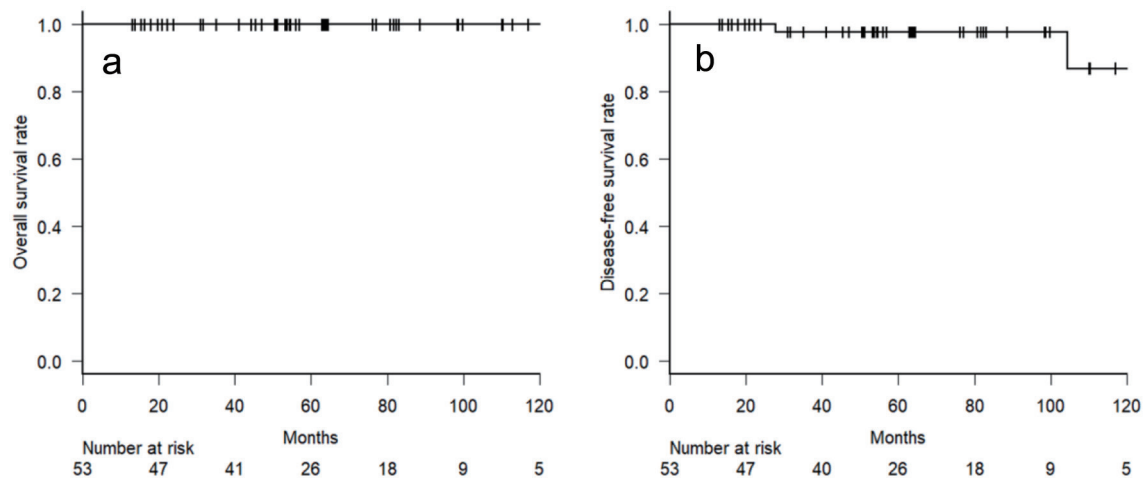 a
Overall survival rate
1.0
0.8
0.6
0.4
0.2
0.0
0 20 40 60 80 100 120
Months
Number at risk
53 47 41 26 18 9 5
b
Disease-free survival rate
1.0
0.8
0.6
0.4
0.2
0.0
0 20 40 60 80 100 120
Months
Number at risk
53 47 40 26 18 9 5